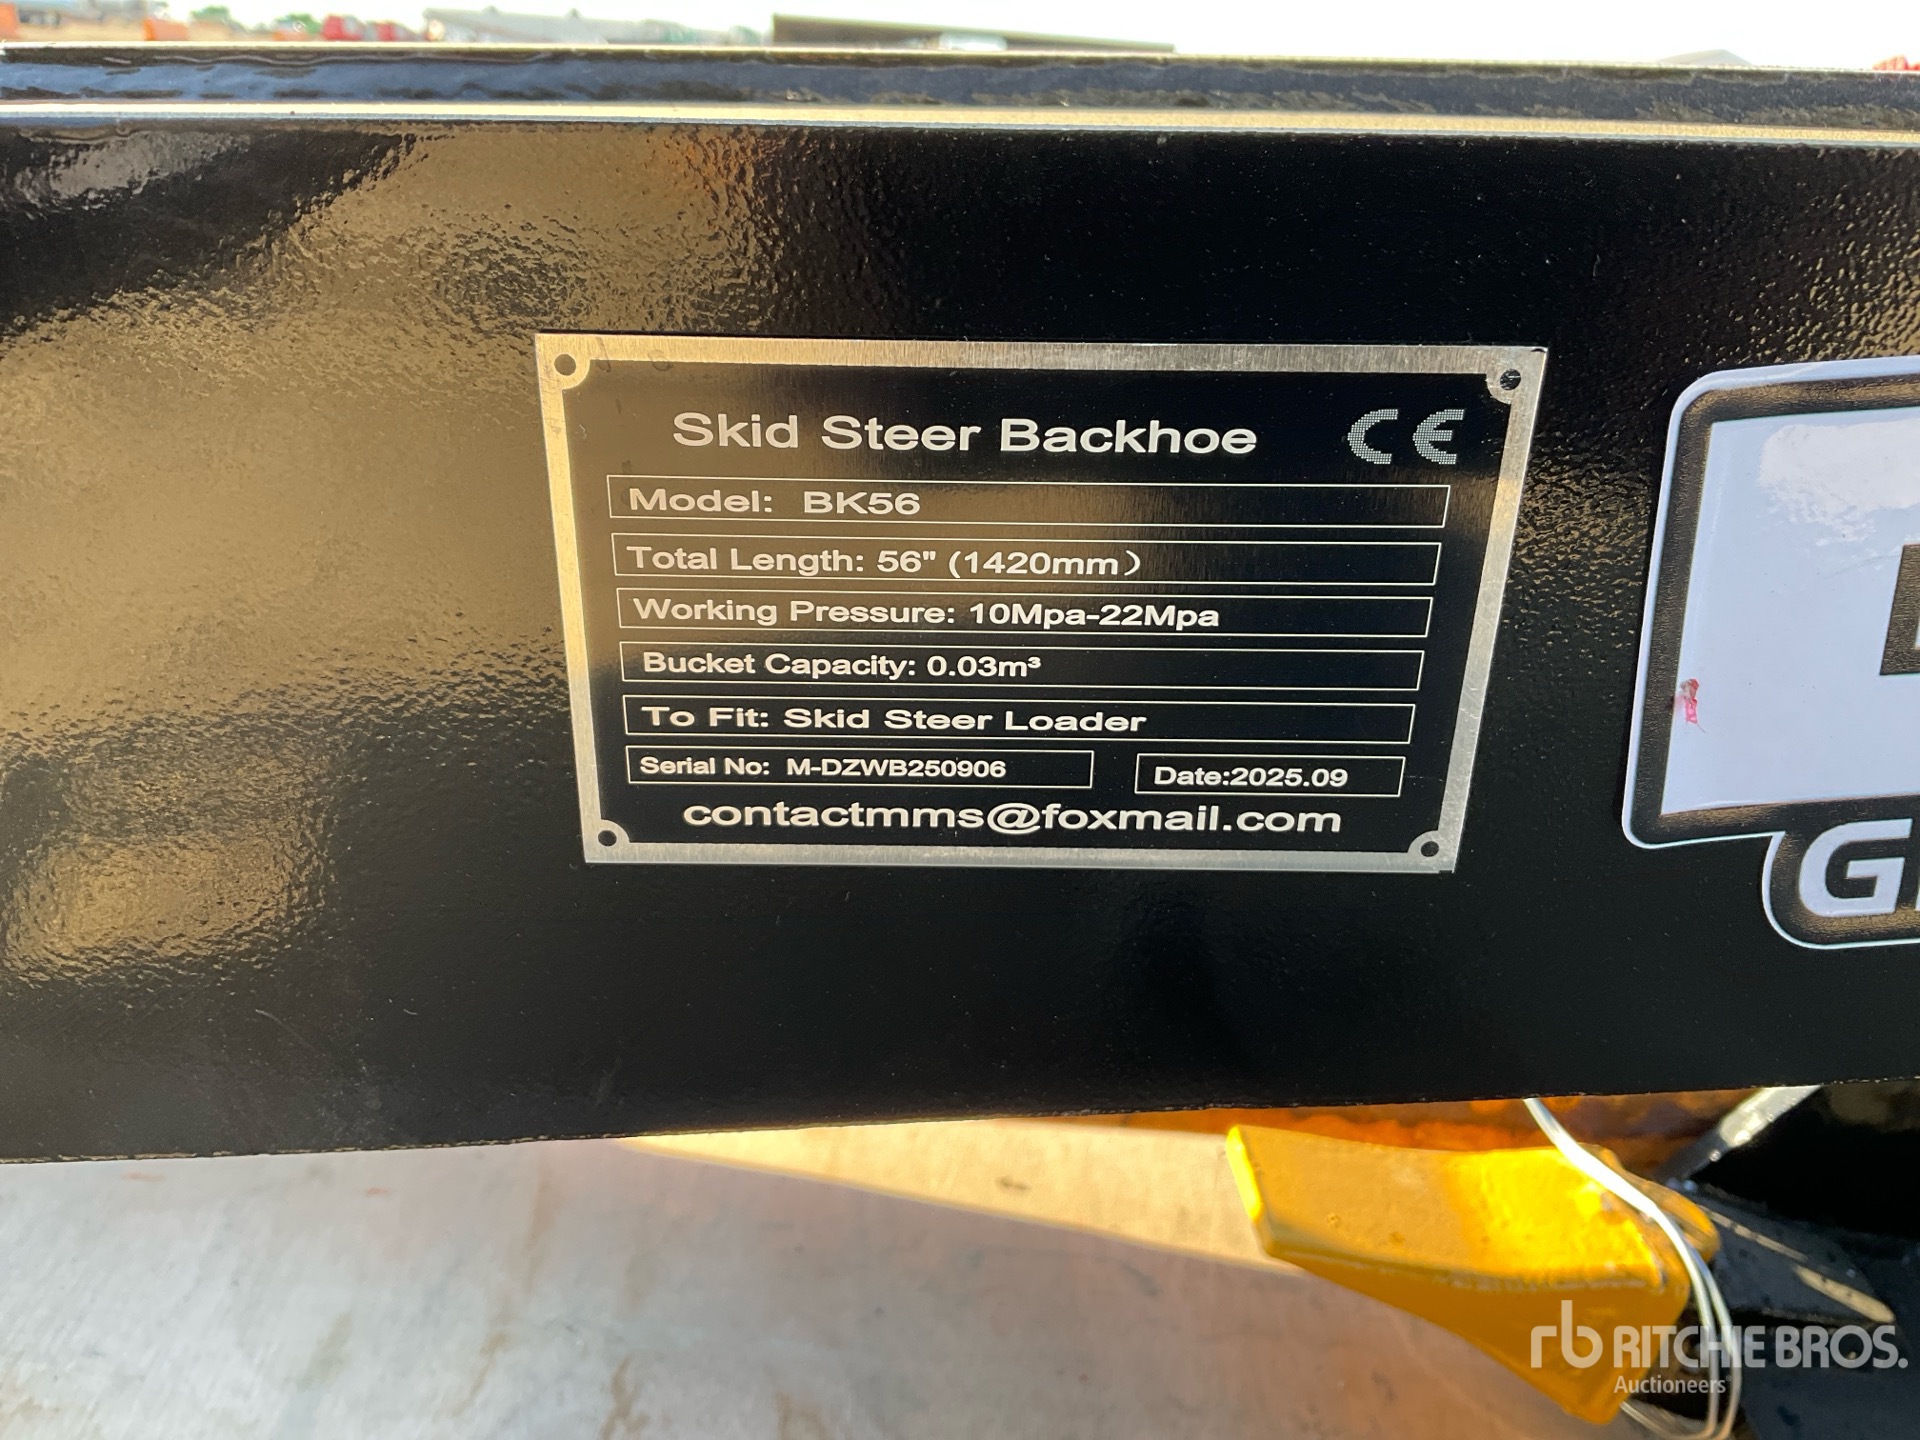 Skid Steer Backhoe CE
Model: BK56
Total Length: 56" (1420mm）
Working Pressure: 10Mpa-22Mpa
Bucket Capacity: 0.03m³
To Fit: Skid Steer Loader
Serial No: M-DZWB250906 Date:2025.09
contactmms@foxmail.com
G
rb RITCHIE BROS.
Auctioneers